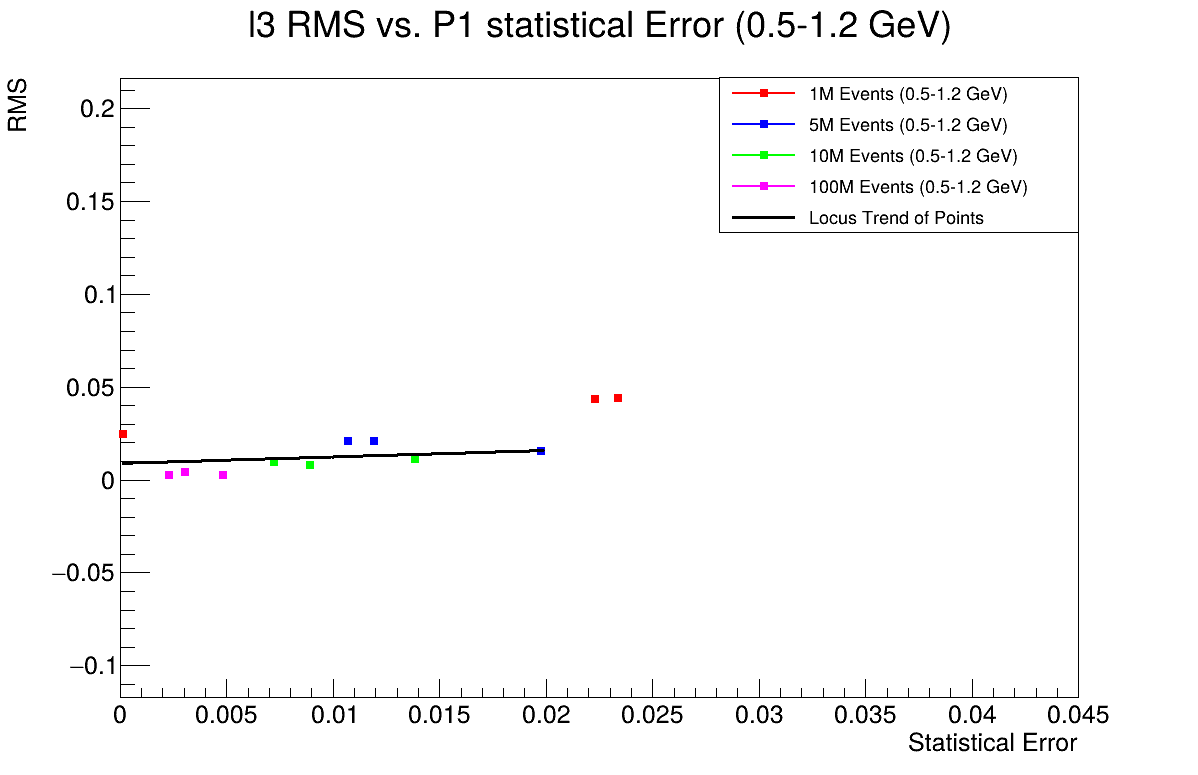 l3 RMS vs. P1 statistical Error (0.5-1.2 GeV)
RMS
1M Events (0.5-1.2 GeV)
5M Events (0.5-1.2 GeV)
10M Events (0.5-1.2 GeV)
100M Events (0.5-1.2 GeV)
Locus Trend of Points
0.2
0.15
0.1
0.05
0
−0.05
−0.1
0 0.005 0.01 0.015 0.02 0.025 0.03 0.035 0.04 0.045
Statistical Error